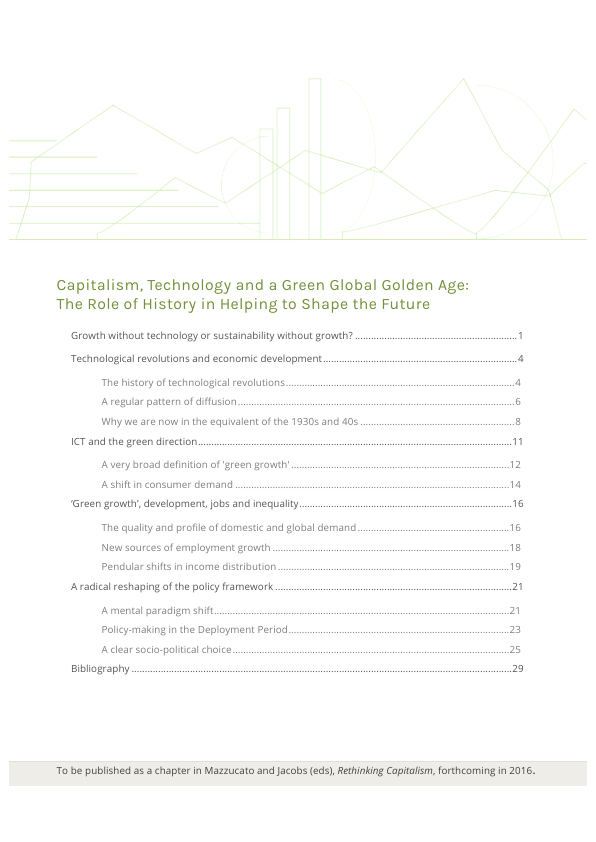 Capitalism, Technology and a Green Global Golden Age:
The Role of History in Helping to Shape the Future
Growth without technology or sustainability without growth? ............................................................1
Technological revolutions and economic development..........................................................................4
The history of technological revolutions.......................................................................................4
A regular pattern of diffusion.........................................................................................................6
Why we are now in the equivalent of the 1930s and 40s .........................................................8
ICT and the green direction.........................................................................................................................11
A very broad definition of 'green growth'...................................................................................12
A shift in consumer demand ........................................................................................................14
‘Green growth’, development, jobs and inequality................................................................................16
The quality and profile of domestic and global demand.........................................................16
New sources of employment growth .........................................................................................18
Pendular shifts in income distribution ........................................................................................19
A radical reshaping of the policy framework ..........................................................................................21
A mental paradigm shift................................................................................................................21
Policy-making in the Deployment Period...................................................................................23
A clear socio-political choice.........................................................................................................25
Bibliography ..................................................................................................................................................29
To be published as a chapter in Mazzucato and Jacobs (eds), Rethinking Capitalism, forthcoming in 2016.